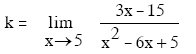 k = lim x→5 3x - 15 / x² - 6x + 5